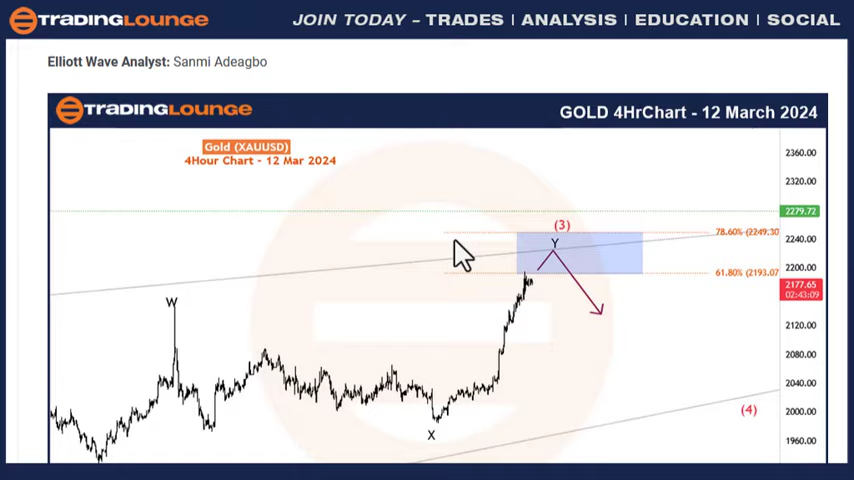 TRADINGLOUNGE JOIN TODAY – TRADES | ANALYSIS | EDUCATION | SOCIAL
Elliott Wave Analyst: Sanmi Adeagbo
TRADINGLOUNGE GOLD 4HrChart - 12 March 2024
Gold (XAUUSD)
4Hour Chart - 12 Mar 2024
2360.00
2320.00
2279.72
(3)
78.60% (2249.30
Y
2240.00
2200.00
61.80% (2193.07
2177.65
02:43:09
W
2120.00
2080.00
2040.00
(4)
2000.00
X
1960.00